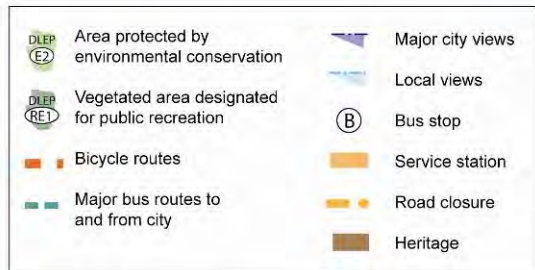 DLEP
E2
Area protected by
environmental conservation
DLEP
RE1
Vegetated area designated
for public recreation
Bicycle routes
Major bus routes to
and from city
Major city views
Local views
B
Bus stop
Service station
Road closure
Heritage